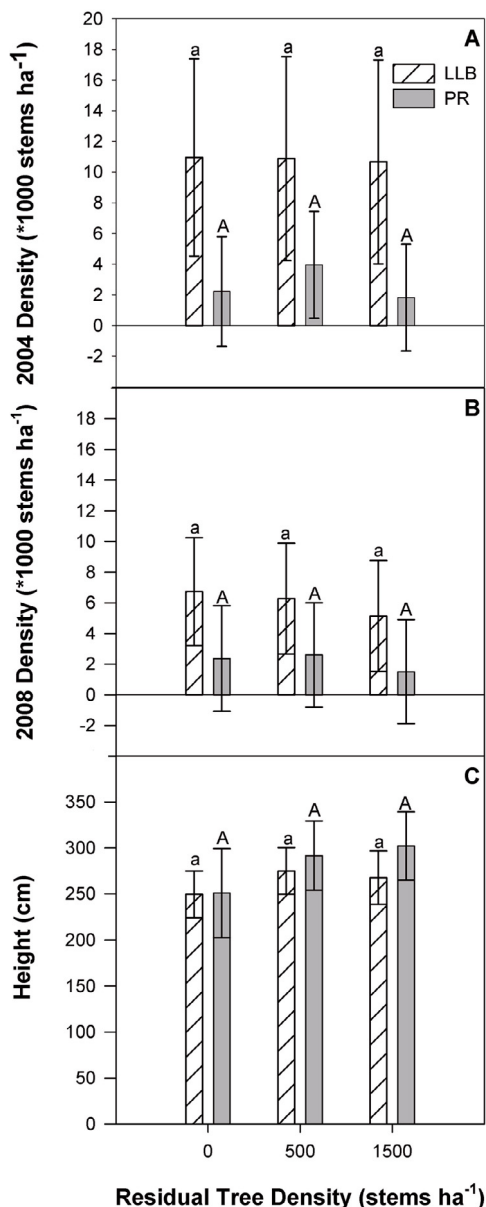 20
A
a a a
LLB
18
PR
16
14
12
10
8
6
A A A
4
2
0
-2
2004 Density (*1000 stems ha-1)
B
18
16
14
12
a a a
10
8
6
A A A
4
2
0
-2
2008 Density (*1000 stems ha-1)
C
350
A A A
a a a
300
250
200
150
100
50
0
Height (cm)
0 500 1500
Residual Tree Density (stems ha-1)